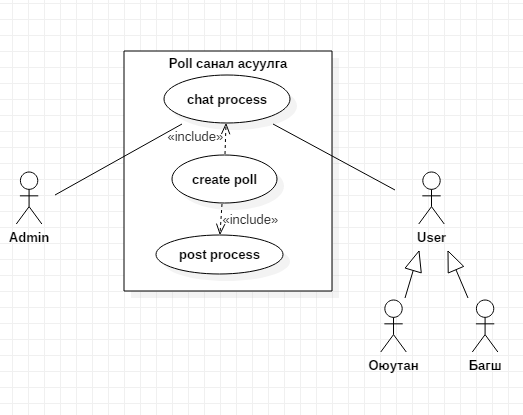 Poll санал асуулга
chat process
«include»
create poll
«include»
post process
Admin
User
Оюутан
Багш